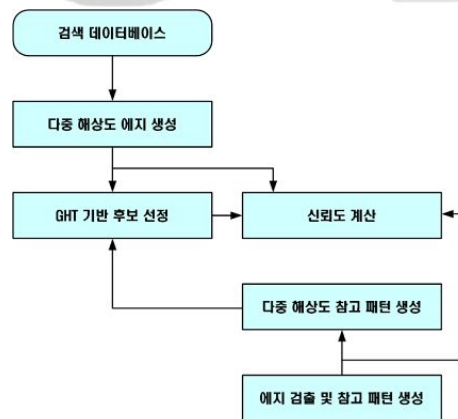 검색 데이터베이스
다중 해상도 에지 생성
GHT 기반 후보 선정
신뢰도 계산
다중 해상도 참고 패턴 생성
에지 검출 및 참고 패턴 생성